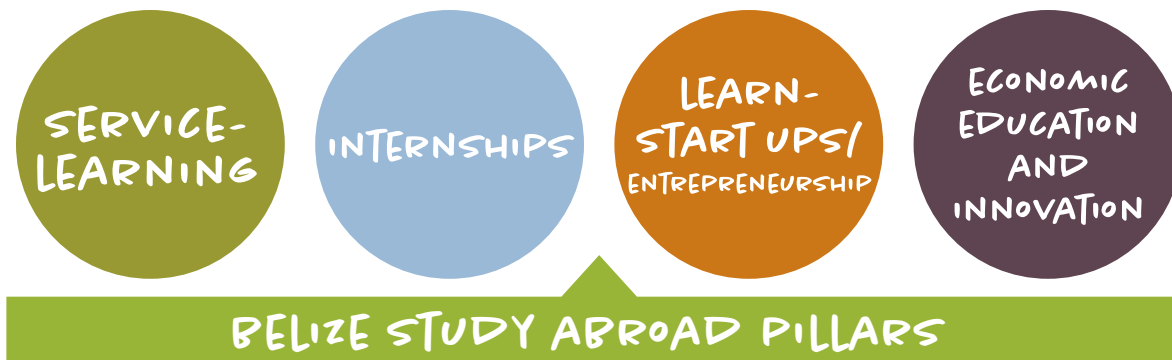 SERVICE-
LEARNING
INTERNSHIPS
LEARN-
START UPS/
ENTREPRENEURSHIP
ECONOMIC
EDUCATION
AND
INNOVATION
BELIZE STUDY ABROAD PILLARS